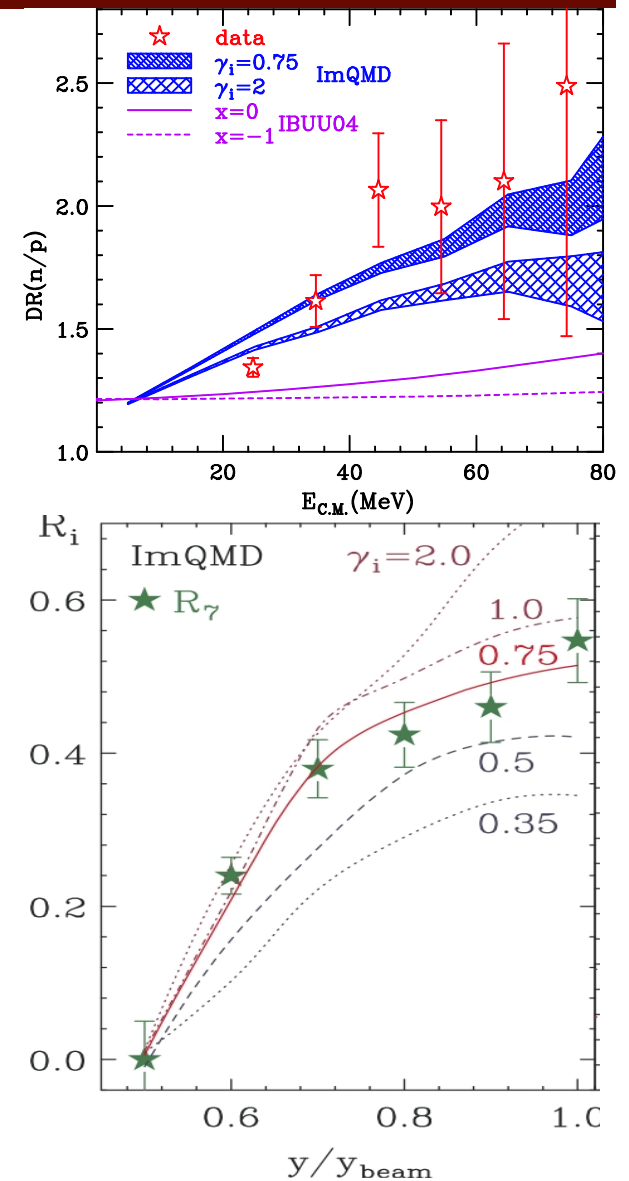 data
γi=0.75
ImQMD
γi=2
x=0
IBUU04
x=−1
2.5
2.0
1.5
1.0
DR(n/p)
20 40 60 80
EC.M.(MeV)
Ri
ImQMD
γi=2.0
R7
1.0
0.75
0.5
0.35
0.6
0.4
0.2
0.0
0.6 0.8 1.0
y/ybeam